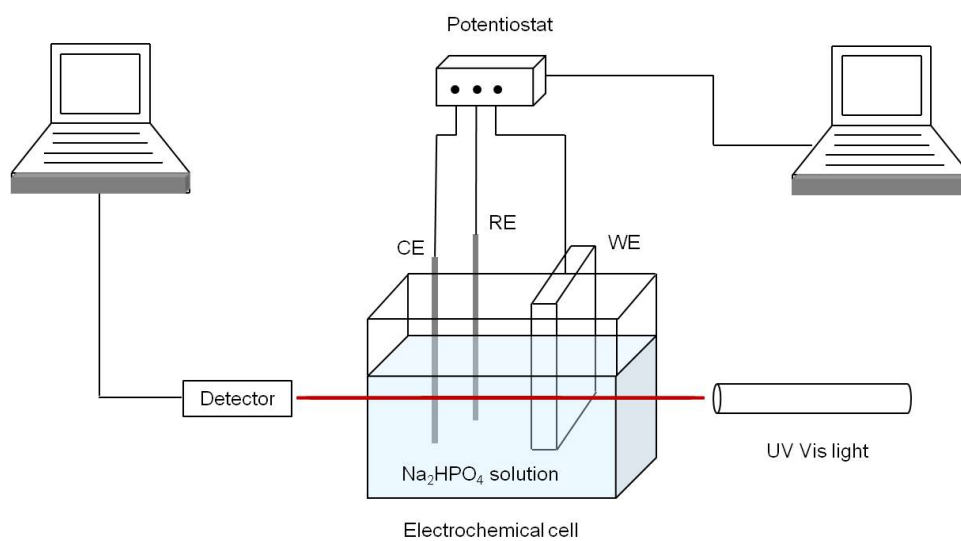 Potentiostat
RE
CE
WE
Detector
UV Vis light
Na₂HPO₄ solution
Electrochemical cell